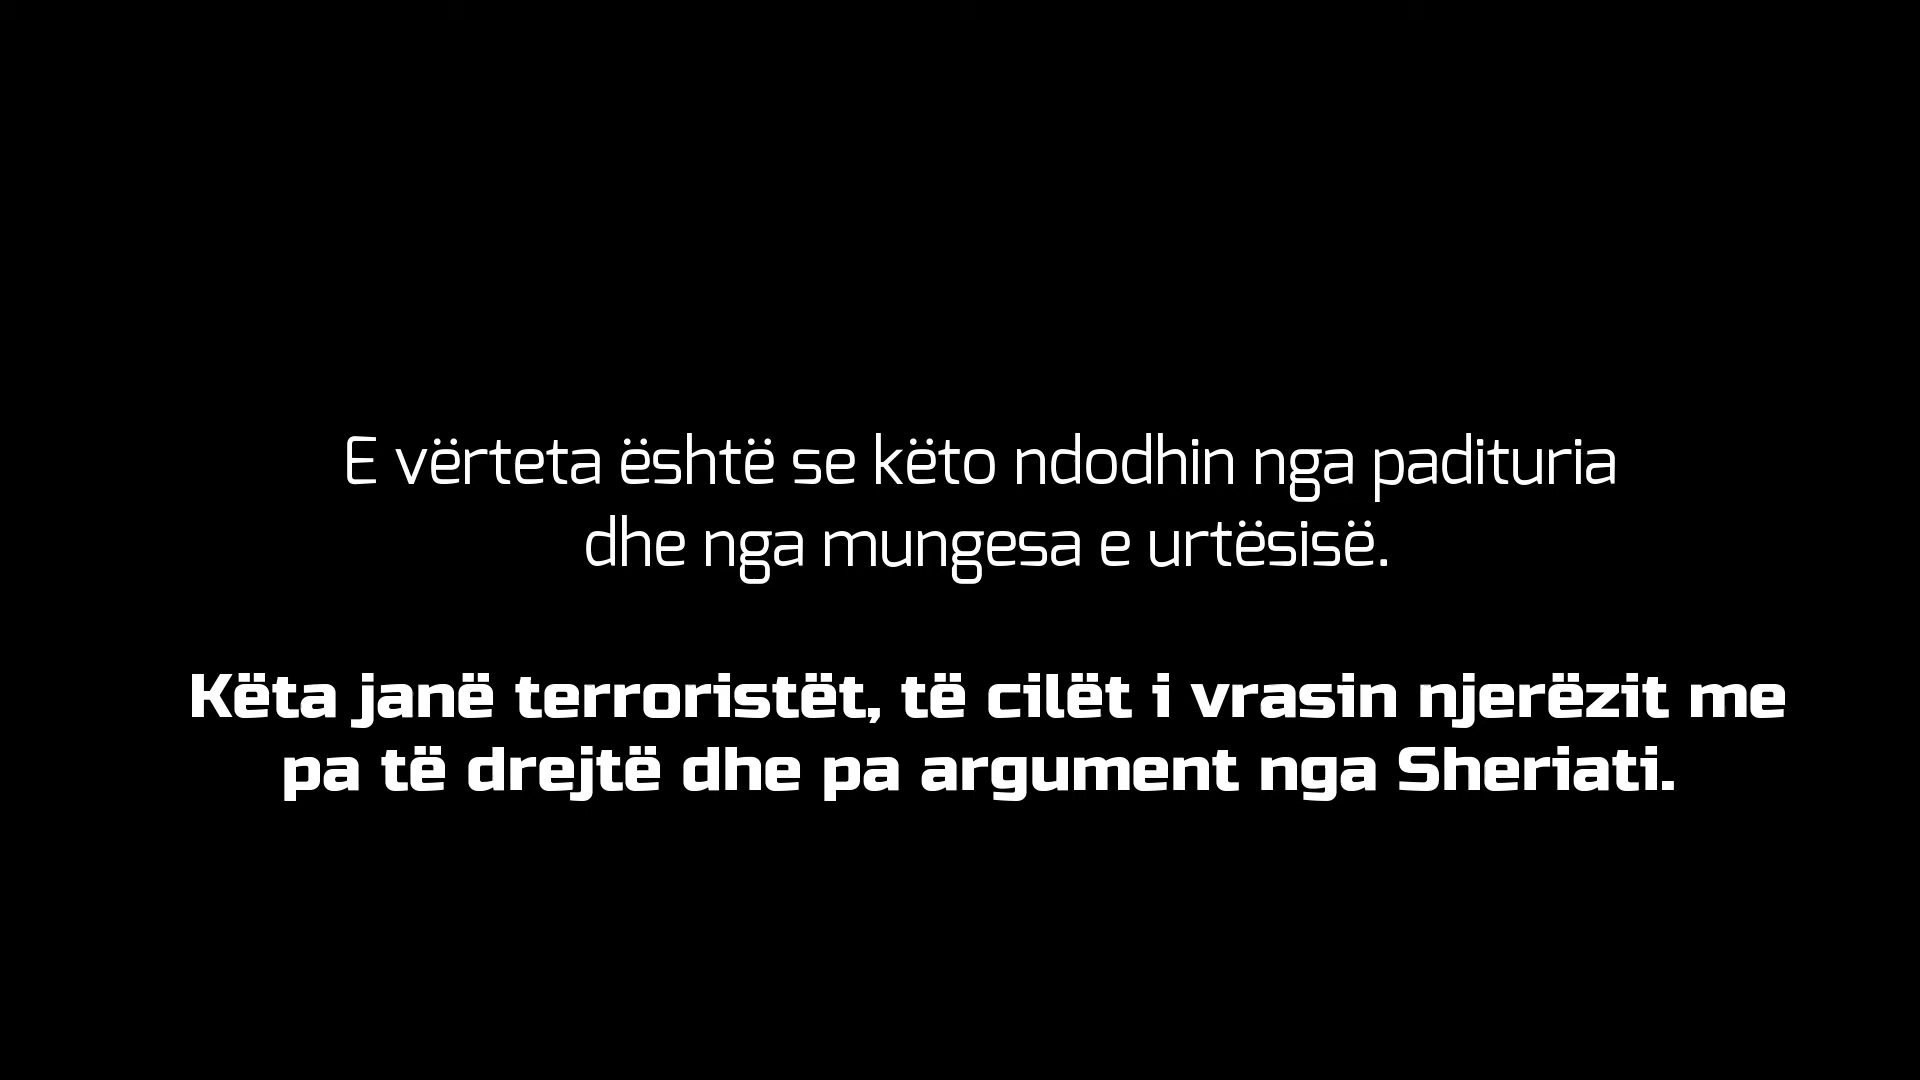 E vërteta është se këto ndodhin nga padituria
dhe nga mungesa e urtësisë.
Këta janë terroristët, të cilët i vrasin njerëzit me
pa të drejtë dhe pa argument nga Sheriati.